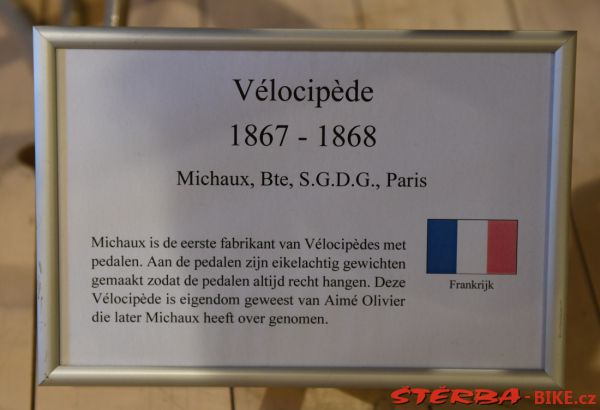 Vélocipède
1867 - 1868
Michaux, Bte, S.G.D.G., Paris
Michaux is de eerste fabrikant van Vélocipèdes met
pedalen. Aan de pedalen zijn eikelachtig gewichten
gemaakt zodat de pedalen altijd recht hangen. Deze
Vélocipède is eigendom geweest van Aimé Olivier
die later Michaux heeft over genomen.
Frankrijk
ŠTĚRBA-BIKE.cz